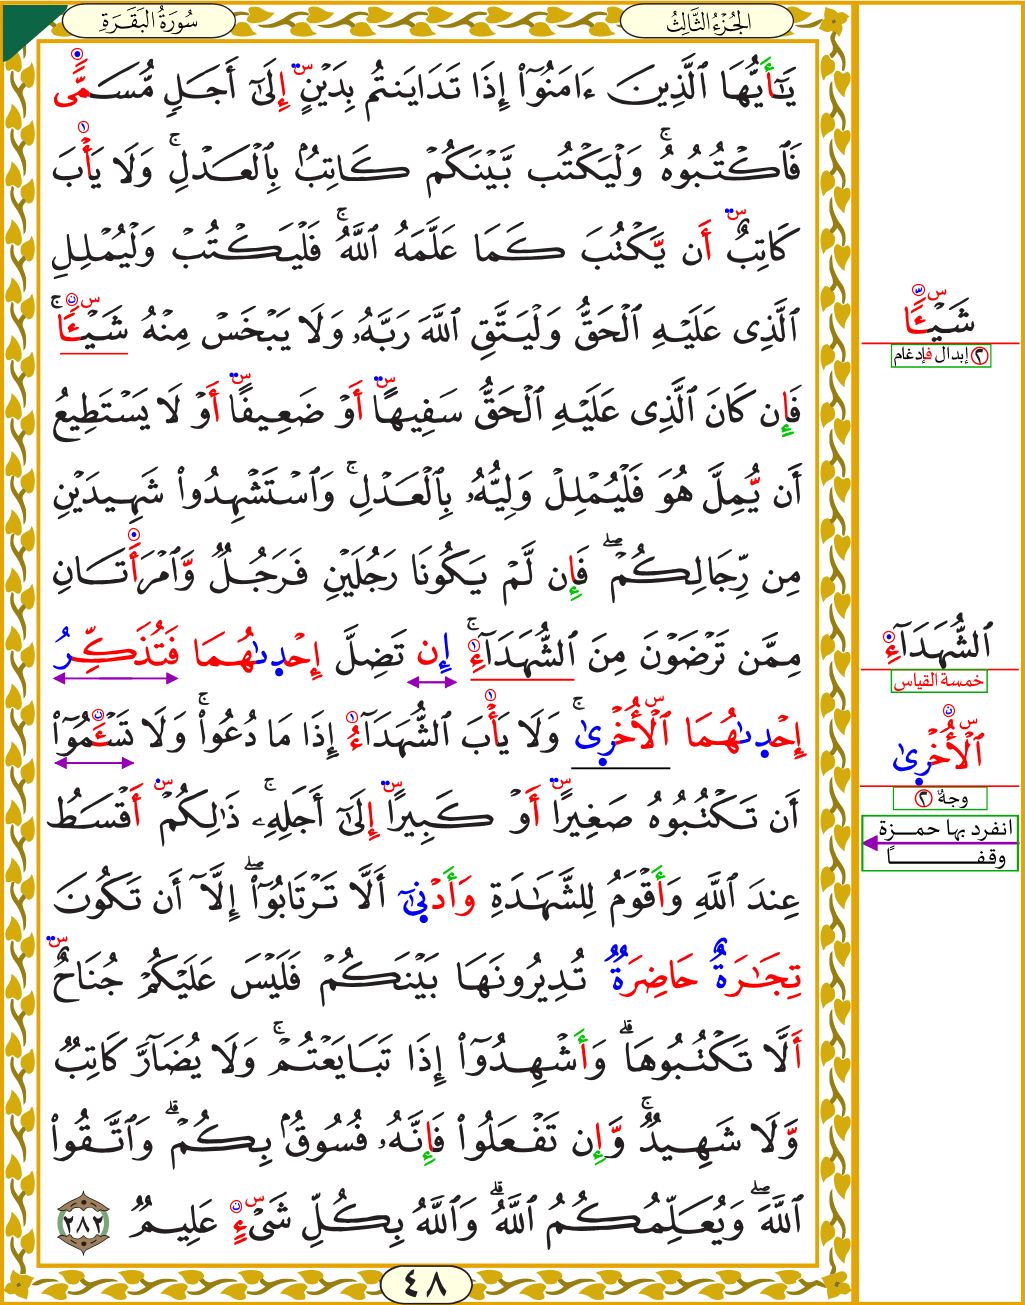 سُورَةُ البَقَرَةِ
الجُزْءُ الثَّالِثُ
يَـٰٓأَيُّهَا ٱلَّذِينَ ءَامَنُوٓا۟ إِذَا تَدَايَنتُم بِدَيْنٍ إِلَىٰٓ أَجَلٍ مُّسَمًّى
فَٱكْتُبُوهُ ۚ وَلْيَكْتُب بَّيْنَكُمْ كَاتِبٌۢ بِٱلْعَدْلِ ۚ وَلَا يَأْبَ
كَاتِبٌ أَن يَّكْتُبَ كَمَا عَلَّمَهُ ٱللَّهُ ۚ فَلْيَكْتُبْ وَلْيُمْلِلِ
ٱلَّذِى عَلَيْهِ ٱلْحَقُّ وَلْيَتَّقِ ٱللَّهَ رَبَّهُۥ وَلَا يَبْخَسْ مِنْهُ شَيْـًٔا ۚ
فَإِن كَانَ ٱلَّذِى عَلَيْهِ ٱلْحَقُّ سَفِيهًا أَوْ ضَعِيفًا أَوْ لَا يَسْتَطِيعُ
أَن يُّمِلَّ هُوَ فَلْيُمْلِلْ وَلِيُّهُۥ بِٱلْعَدْلِ ۚ وَٱسْتَشْهِدُوا۟ شَهِيدَيْنِ
مِن رِّجَالِكُمْ ۖ فَإِن لَّمْ يَكُونَا رَجُلَيْنِ فَرَجُلٌ وَّٱمْرَأَتَانِ
مِمَّن تَرْضَوْنَ مِنَ ٱلشُّهَدَآءِ ۚ إِن تَضِلَّ إِحْدِىٰهُمَا فَتُذَكِّرُ
إِحْدِىٰهُمَا ٱلْأُخْرِىٰ ۚ وَلَا يَأْبَ ٱلشُّهَدَآءُ إِذَا مَا دُعُوا۟ ۚ وَلَا تَسْـَٔمُوٓا۟
أَن تَكْتُبُوهُ صَغِيرًا أَوْ كَبِيرًا إِلَىٰٓ أَجَلِهِۦ ۚ ذَٰلِكُمْ أَقْسَطُ
عِندَ ٱللَّهِ وَأَقْوَمُ لِلشَّهَـٰدَةِ وَأَدْنِىٰٓ أَلَّا تَرْتَابُوٓا۟ ۖ إِلَّآ أَن تَكُونَ
تِجَـٰرَةٌ حَاضِرَةٌ تُدِيرُونَهَا بَيْنَكُمْ فَلَيْسَ عَلَيْكُمْ جُنَاحٌ
أَلَّا تَكْتُبُوهَا ۗ وَأَشْهِدُوٓا۟ إِذَا تَبَايَعْتُمْ ۚ وَلَا يُضَآرَّ كَاتِبٌ
وَّلَا شَهِيدٌ ۚ وَّإِن تَفْعَلُوا۟ فَإِنَّهُۥ فُسُوقٌۢ بِكُمْ ۗ وَٱتَّقُوا۟
ٱللَّهَ ۖ وَيُعَلِّمُكُمُ ٱللَّهُ ۗ وَٱللَّهُ بِكُلِّ شَىْءٍ عَلِيمٌ ٢٨٢
٤٨
شَيْـًٔا
٢ إبدال فإدغام
ٱلشُّهَدَآءِ
خمسة القياس
ٱلْأُخْرِىٰ
وجهٌ ٢
انفرد بها حمـزة
وقفـــــــــــاً